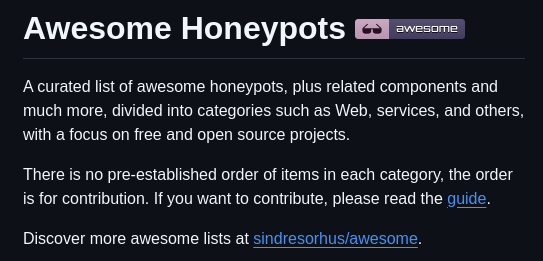 Awesome Honeypots awesome
A curated list of awesome honeypots, plus related components and
much more, divided into categories such as Web, services, and others,
with a focus on free and open source projects.
There is no pre-established order of items in each category, the order
is for contribution. If you want to contribute, please read the guide.
Discover more awesome lists at sindresorhus/awesome.